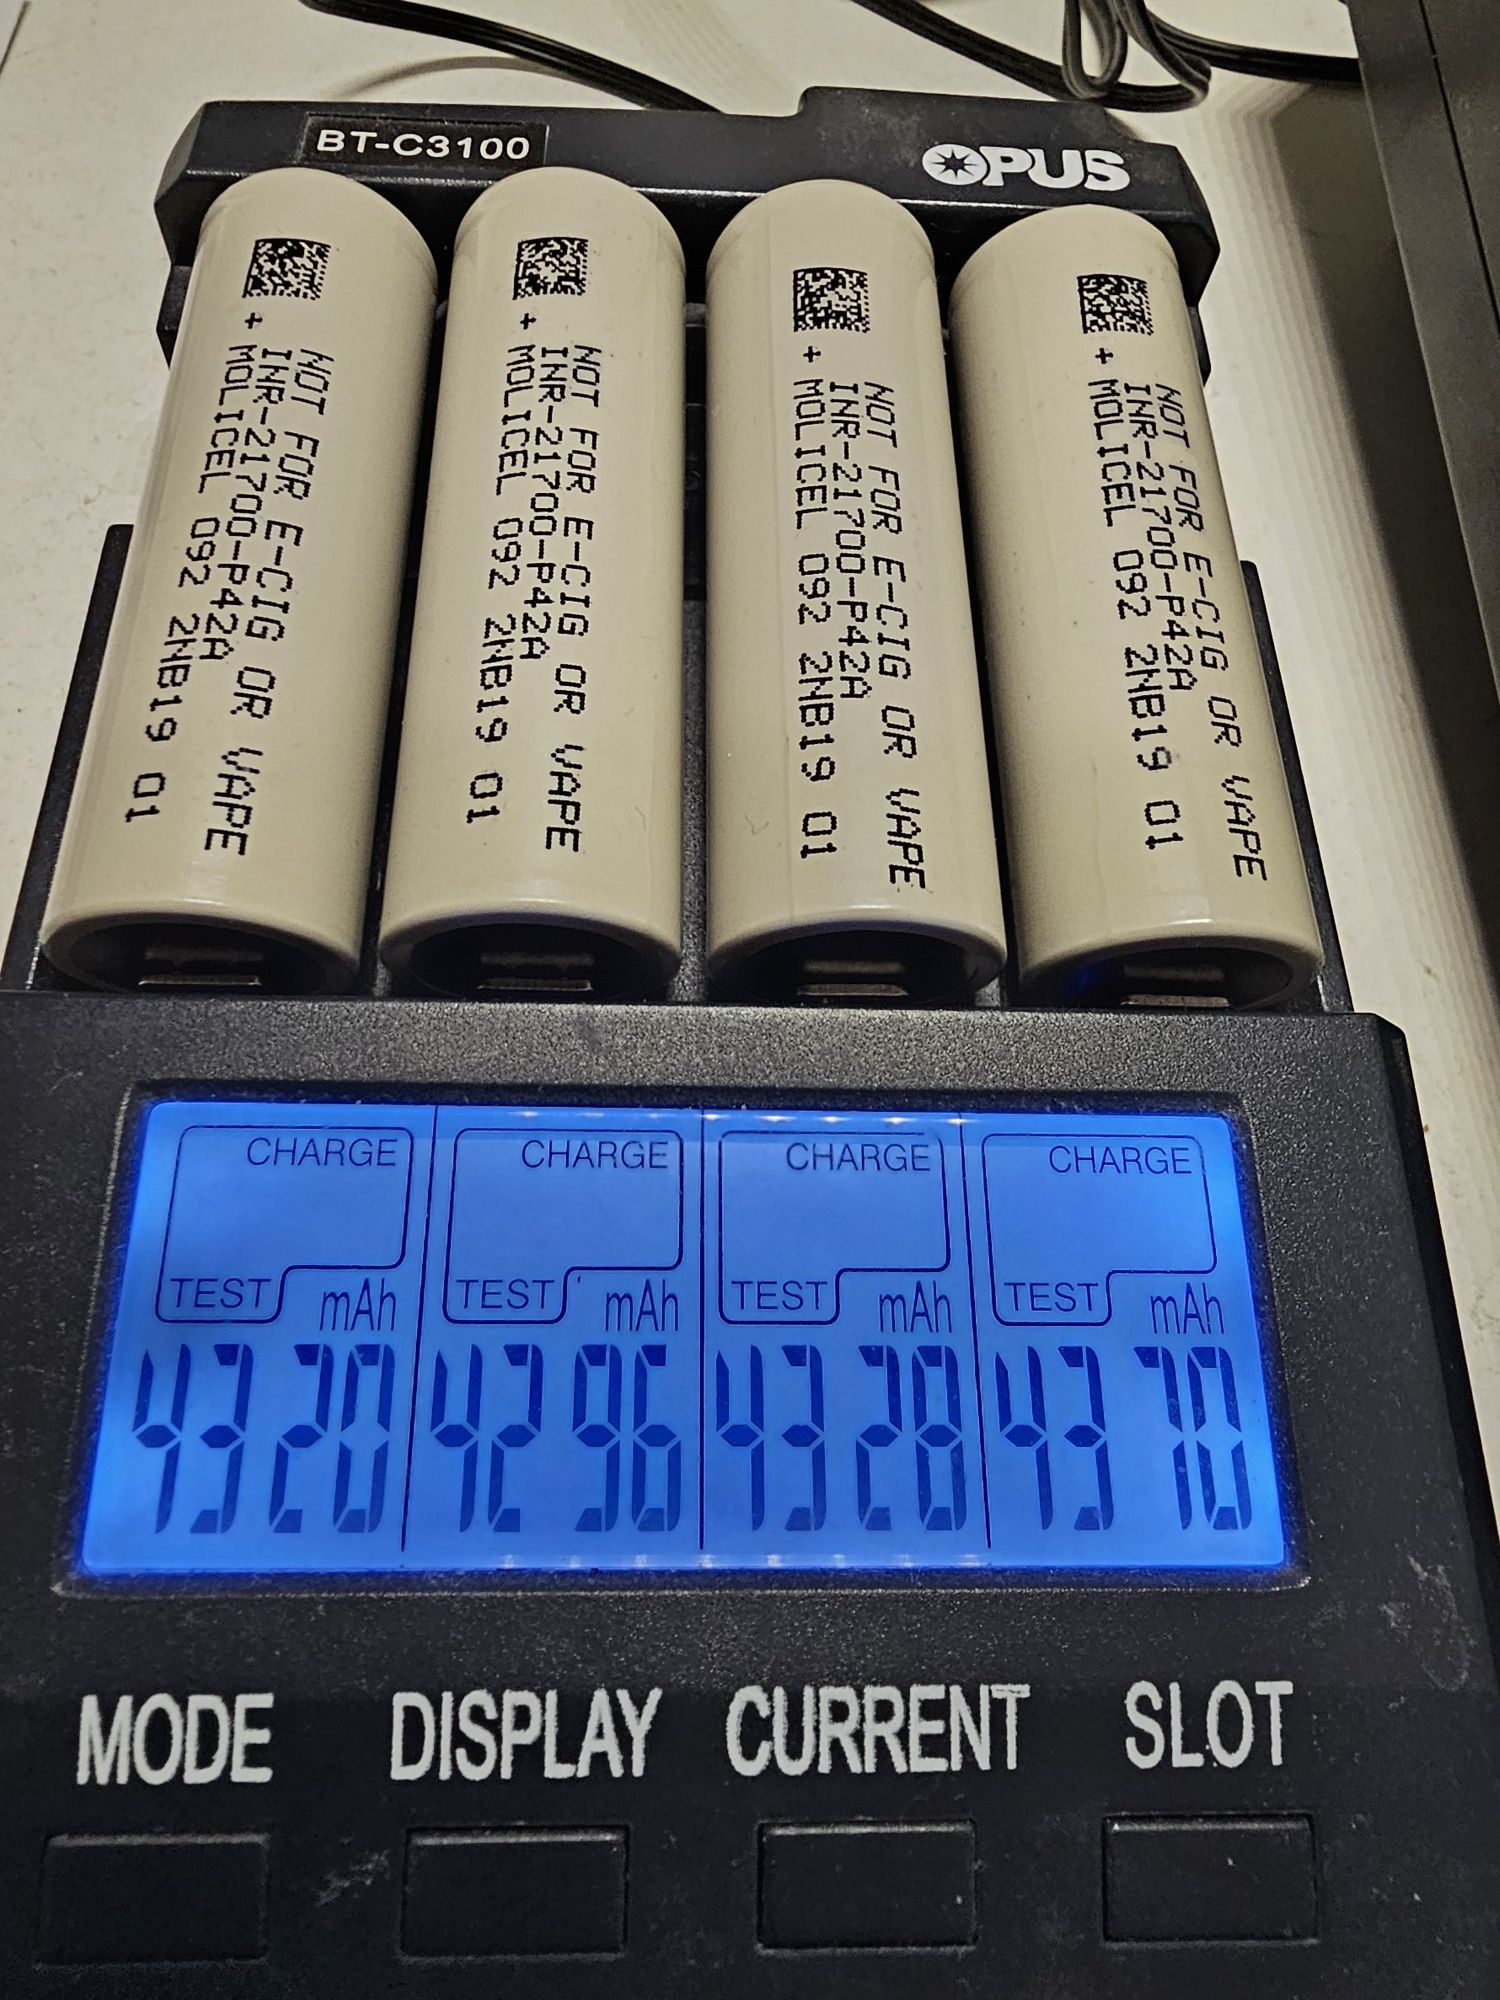 BT-C3100
OPUS
NOT FOR E-CIG OR VAPE
INR-21700-P42A
+ MOLICEL 092 2NB19 01
NOT FOR E-CIG OR VAPE
INR-21700-P42A
+ MOLICEL 092 2NB19 01
NOT FOR E-CIG OR VAPE
INR-21700-P42A
+ MOLICEL 092 2NB19 01
NOT FOR E-CIG OR VAPE
INR-21700-P42A
+ MOLICEL 092 2NB19 01
CHARGE CHARGE CHARGE CHARGE
TEST mAh TEST mAh TEST mAh TEST mAh
4320 4296 4328 4370
MODE DISPLAY CURRENT SLOT